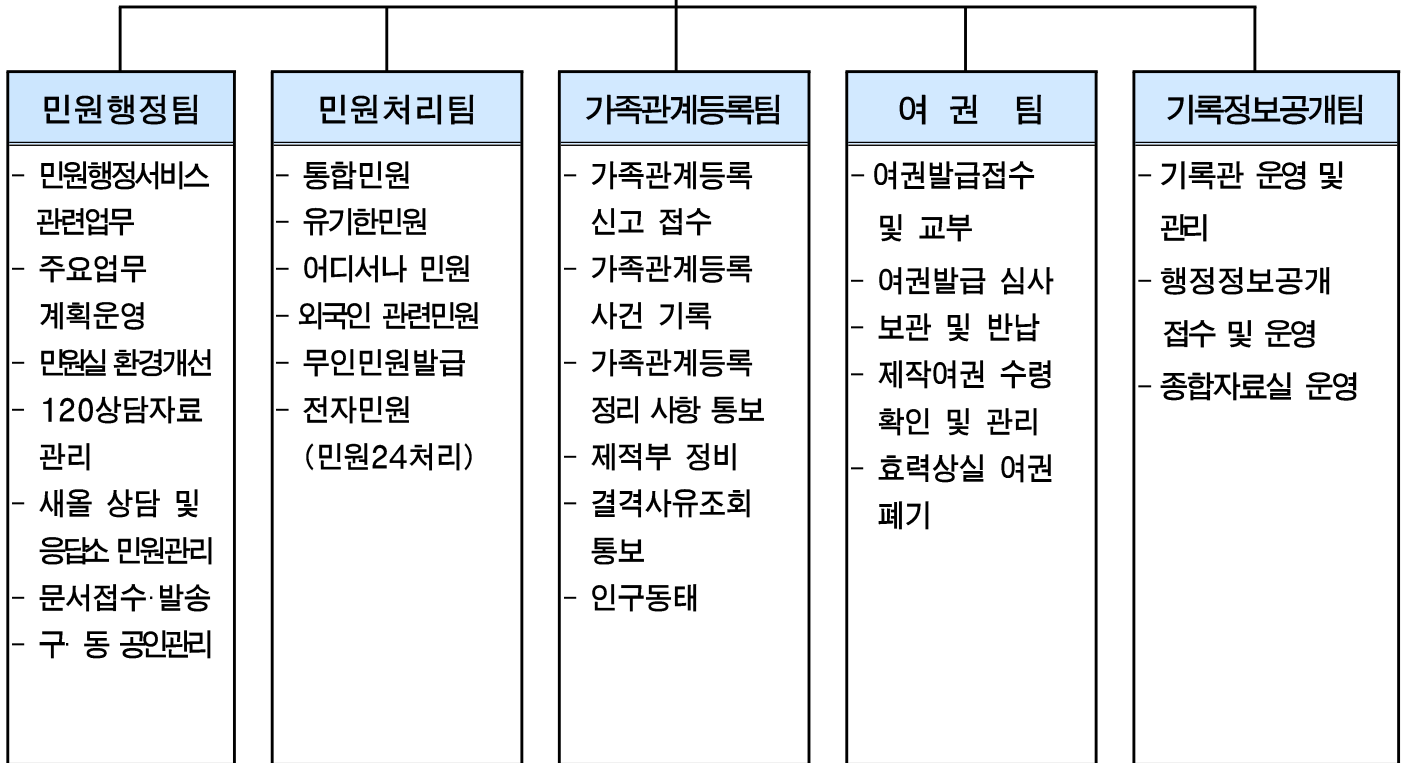 민원행정팀
- 민원행정서비스
관련업무
- 주요업무
계획운영
- 민원실 환경개선
- 120상담자료
관리
- 새올 상담 및
응답소 민원관리
- 문서접수·발송
- 구· 동 공인관리
민원처리팀
- 통합민원
- 유기한민원
- 어디서나 민원
- 외국인 관련민원
- 무인민원발급
- 전자민원
(민원24처리)
가족관계등록팀
- 가족관계등록
신고 접수
- 가족관계등록
사건 기록
- 가족관계등록
정리 사항 통보
- 제적부 정비
- 결격사유조회
통보
- 인구동태
여 권 팀
- 여권발급접수
및 교부
- 여권발급 심사
- 보관 및 반납
- 제작여권 수령
확인 및 관리
- 효력상실 여권
폐기
기록정보공개팀
- 기록관 운영 및
관리
- 행정정보공개
접수 및 운영
- 종합자료실 운영